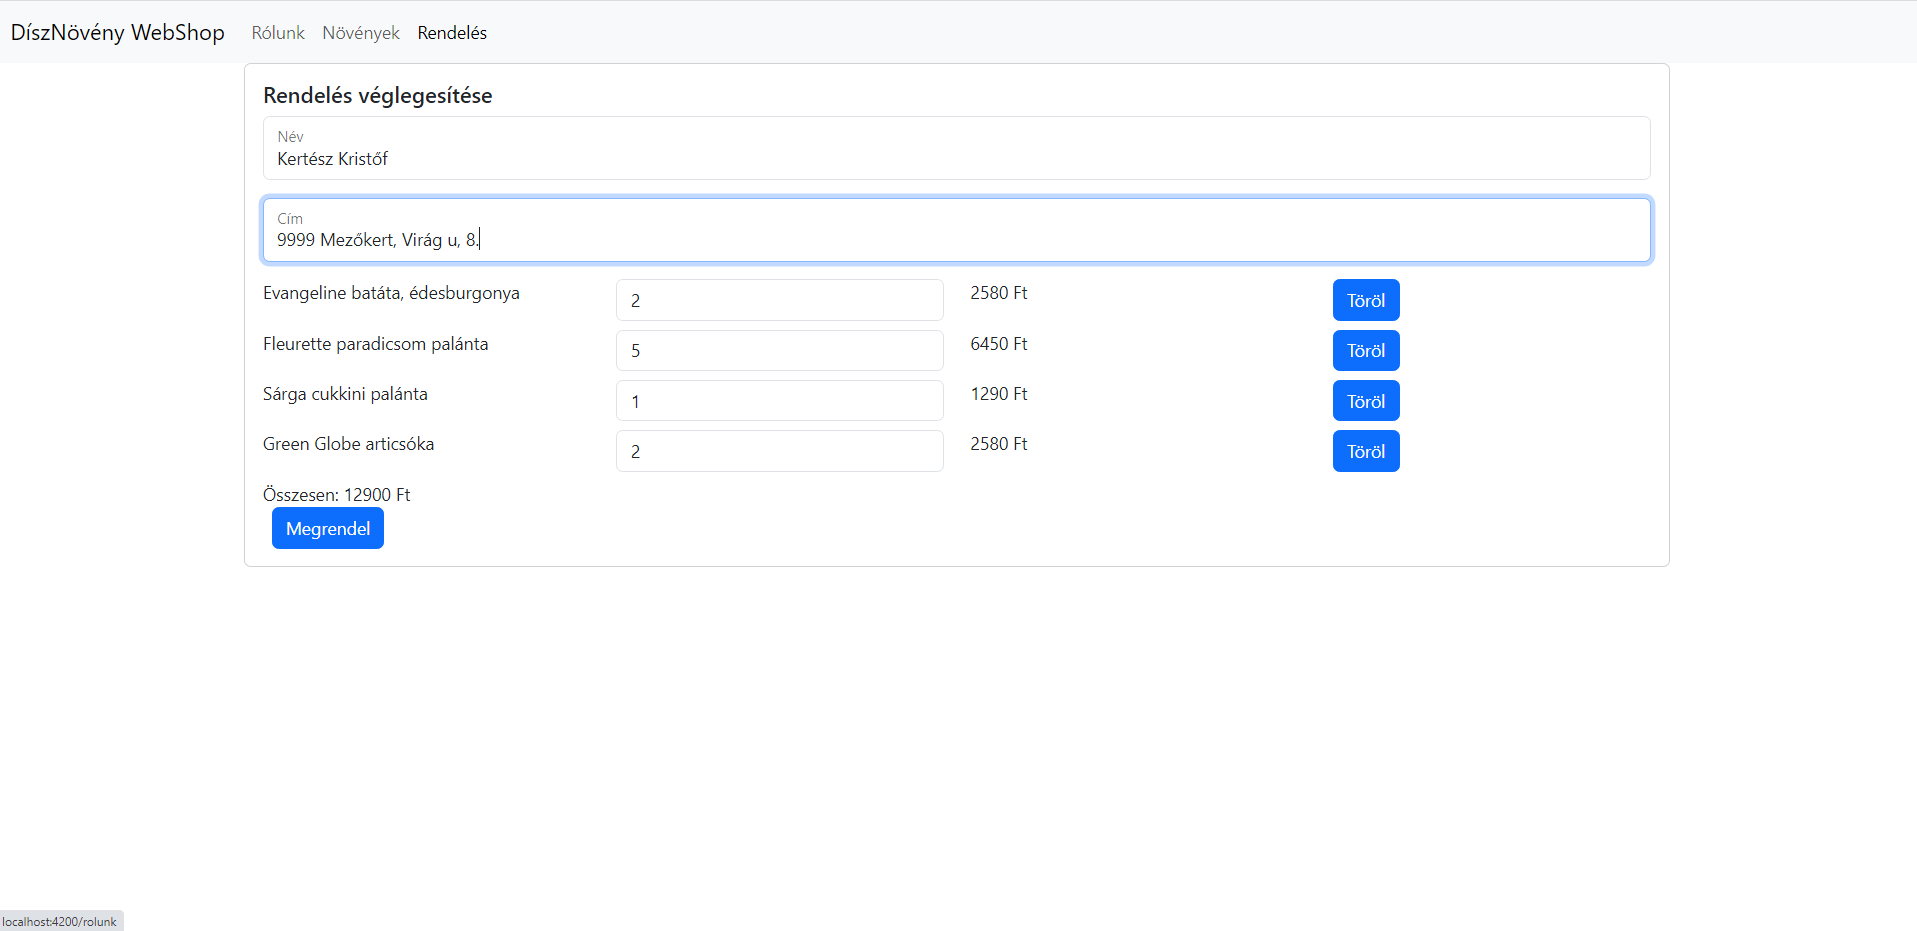 DíszNövény WebShop Rólunk Növények Rendelés
Rendelés véglegesítése
Név
Kertész Kristőf
Cím
9999 Mezőkert, Virág u, 8.
Evangeline batáta, édesburgonya 2 2580 Ft Töröl
Fleurette paradicsom palánta 5 6450 Ft Töröl
Sárga cukkini palánta 1 1290 Ft Töröl
Green Globe articsóka 2 2580 Ft Töröl
Összesen: 12900 Ft
Megrendel
localhost:4200/rolunk